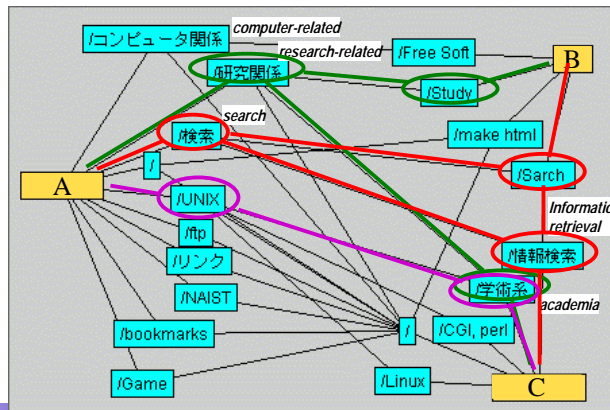 /コンピュータ関係
computer-related
research-related
/Free Soft
B
/研究関係
/Study
search
/検索
/make html
/
/Sarch
A
/UNIX
Informatic
retrieval
/ftp
/情報検索
/リンク
/学術系
/NAIST
academia
/bookmarks
/
/CGI, perl
/Game
/Linux
C